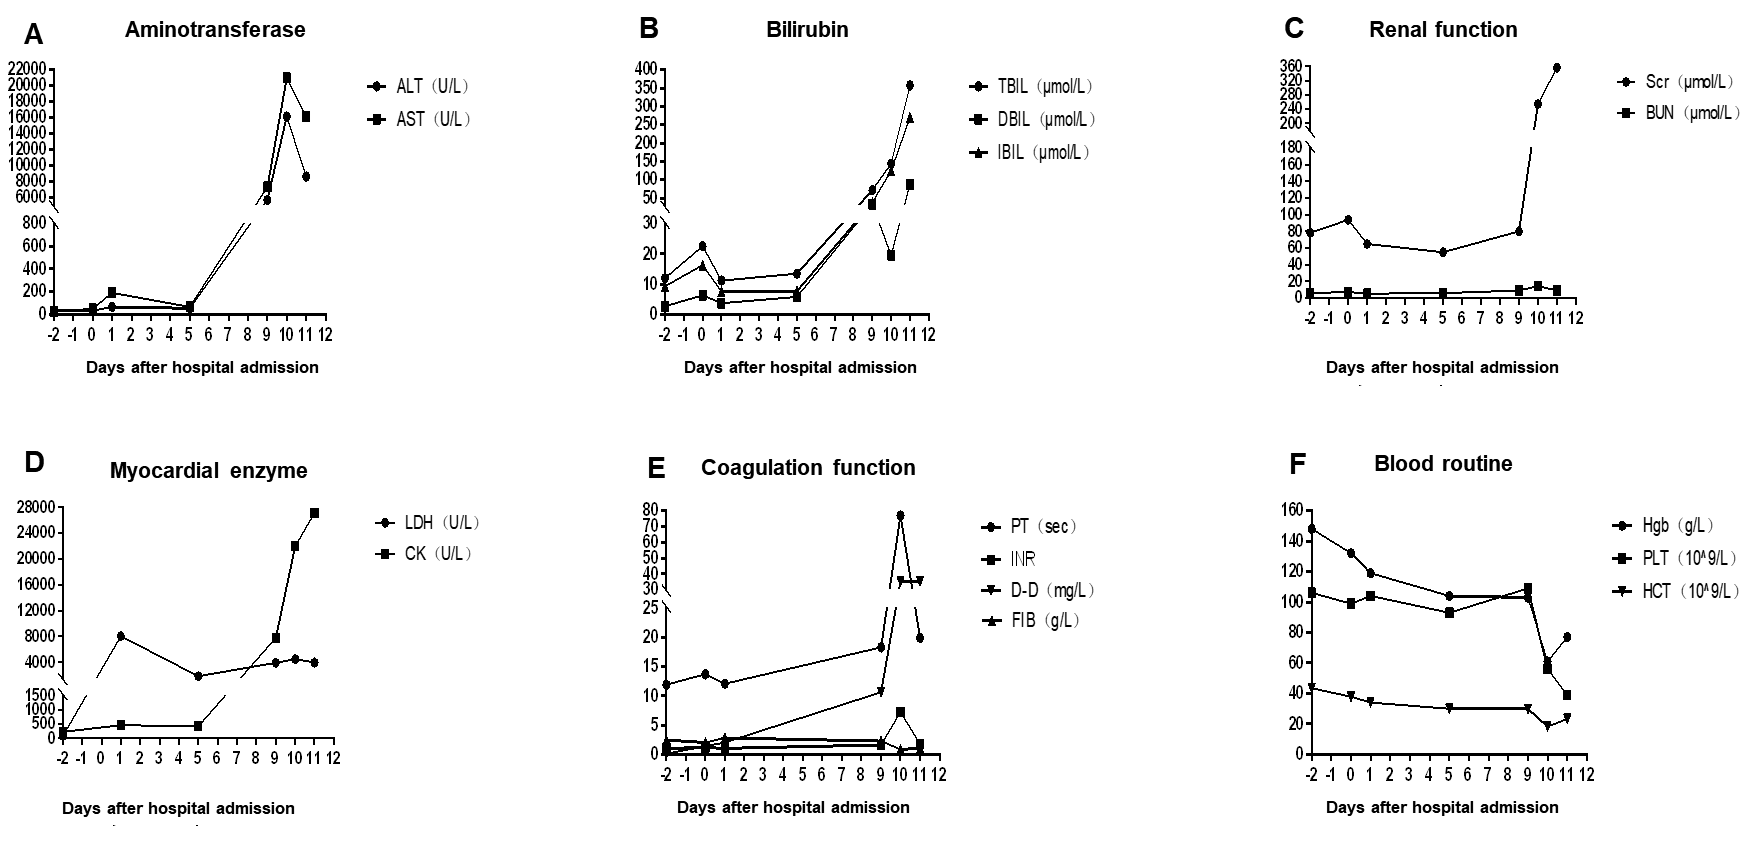 A Aminotransferase
22000
20000
18000
16000
14000
12000
10000
8000
6000
800
600
400
200
0
-2 -1 0 1 2 3 4 5 6 7 8 9 10 11 12
Days after hospital admission
ALT（U/L）
AST（U/L）
B Bilirubin
400
350
300
250
200
150
100
50
30
20
10
0
-2 -1 0 1 2 3 4 5 6 7 8 9 10 11 12
Days after hospital admission
TBIL（μmol/L）
DBIL（μmol/L）
IBIL（μmol/L）
C Renal function
360
320
280
240
200
180
160
140
120
100
80
60
40
20
0
-2 -1 0 1 2 3 4 5 6 7 8 9 10 11 12
Days after hospital admission
Scr（μmol/L）
BUN（μmol/L）
D Myocardial enzyme
28000
24000
20000
16000
12000
8000
4000
1500
1000
500
0
-2 -1 0 1 2 3 4 5 6 7 8 9 10 11 12
Days after hospital admission
LDH（U/L）
CK（U/L）
E Coagulation function
80
70
60
50
40
30
25
20
15
10
5
0
-2 -1 0 1 2 3 4 5 6 7 8 9 10 11 12
Days after hospital admission
PT（sec）
INR
D-D（mg/L）
FIB（g/L）
F Blood routine
160
140
120
100
80
60
40
20
0
-2 -1 0 1 2 3 4 5 6 7 8 9 10 11 12
Days after hospital admission
Hgb（g/L）
PLT（10^9/L）
HCT（10^9/L）